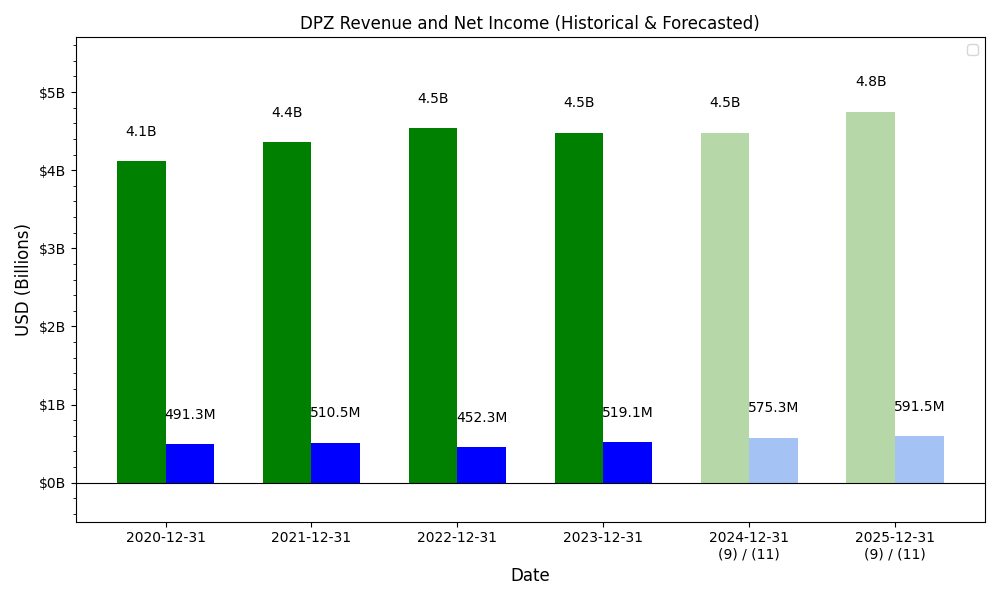 DPZ Revenue and Net Income (Historical & Forecasted)
USD (Billions)
$5B
$4B
$3B
$2B
$1B
$0B
4.1B
4.4B
4.5B
4.5B
4.5B
4.8B
491.3M
510.5M
452.3M
519.1M
575.3M
591.5M
2020-12-31
2021-12-31
2022-12-31
2023-12-31
2024-12-31
(9) / (11)
2025-12-31
(9) / (11)
Date